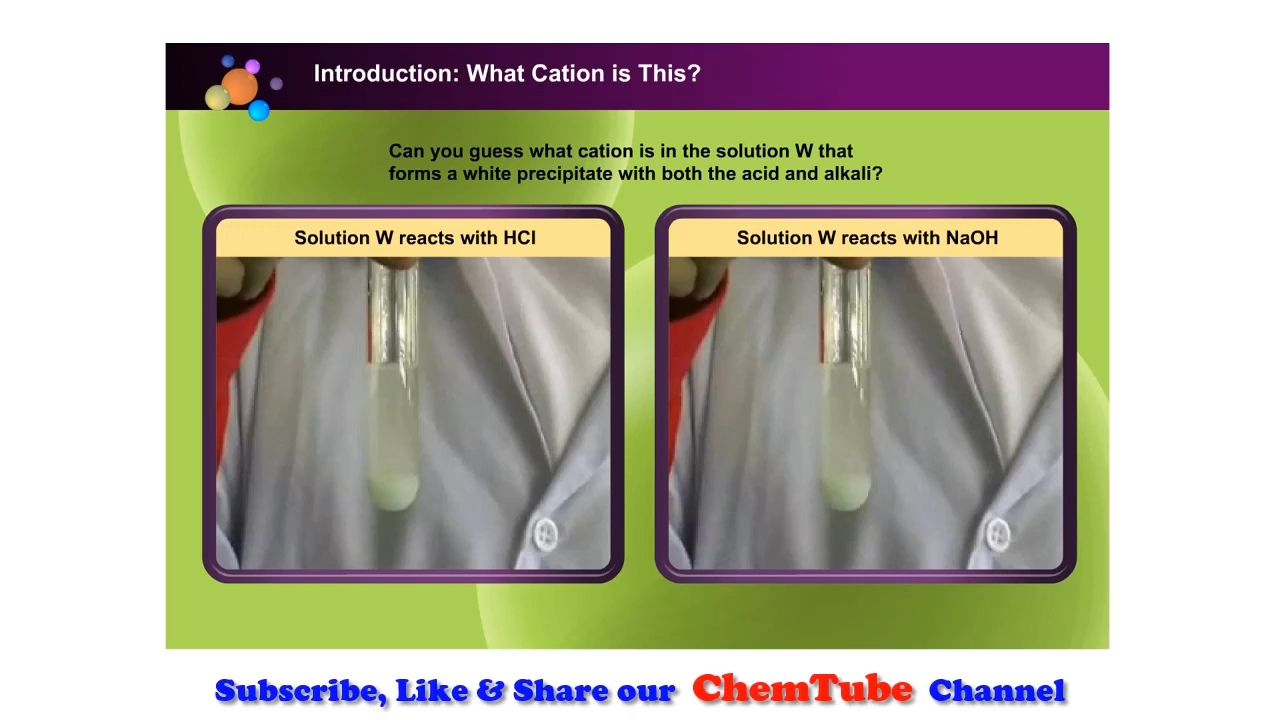 Introduction: What Cation is This?
Can you guess what cation is in the solution W that
forms a white precipitate with both the acid and alkali?
Solution W reacts with HCl
Solution W reacts with NaOH
Subscribe, Like & Share our ChemTube Channel